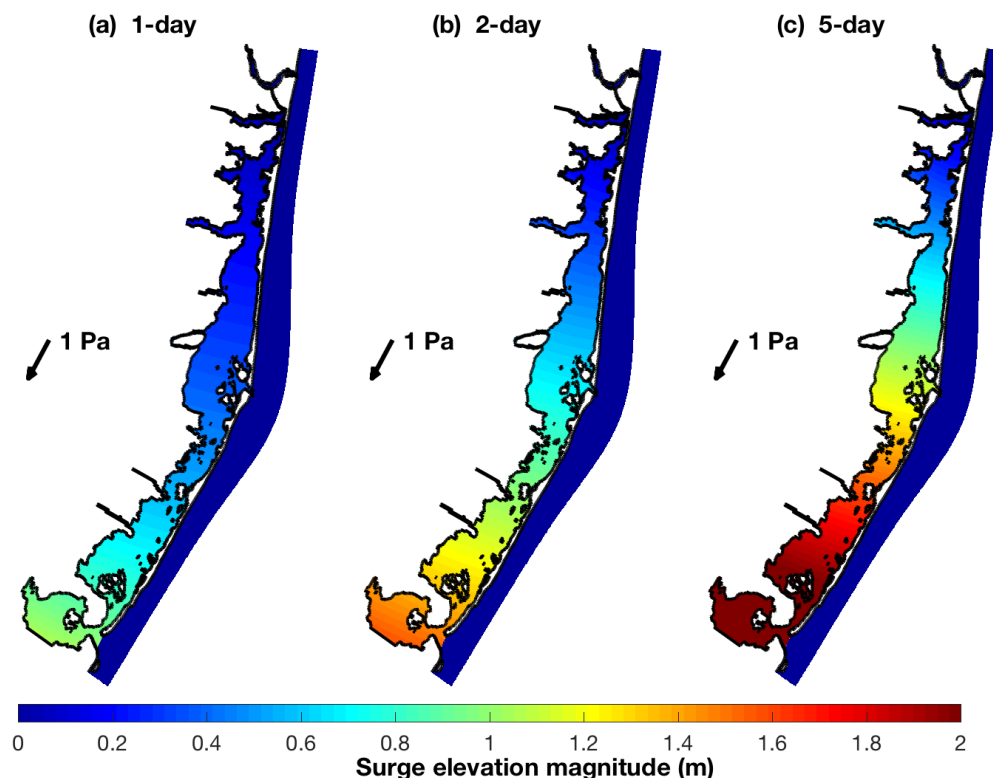 (a) 1-day
(b) 2-day
(c) 5-day
1 Pa
1 Pa
1 Pa
0 0.2 0.4 0.6 0.8 1 1.2 1.4 1.6 1.8 2
Surge elevation magnitude (m)